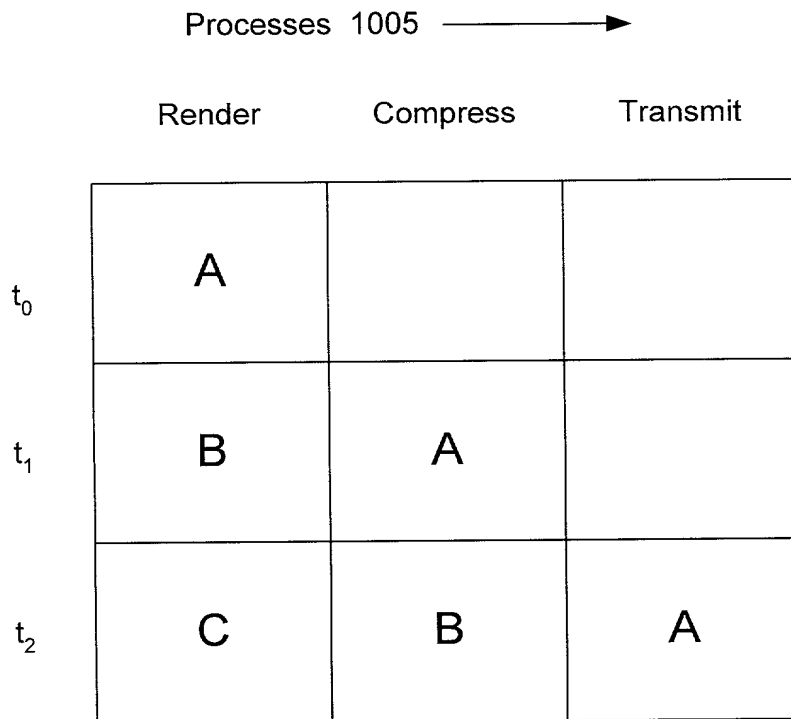 Processes 1005
Render Compress Transmit
t0 A
t1 B A
t2 C B A